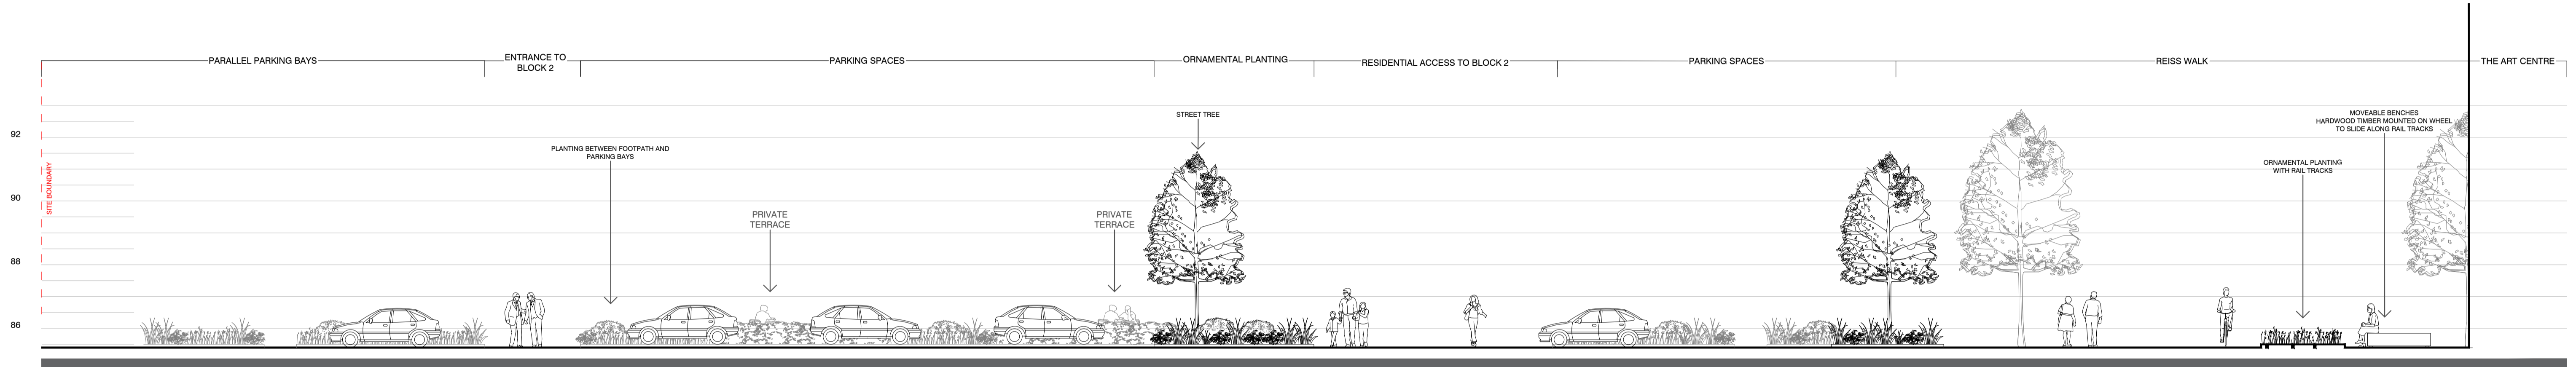 PARALLEL PARKING BAYS
ENTRANCE TO
BLOCK 2
PARKING SPACES
ORNAMENTAL PLANTING
RESIDENTIAL ACCESS TO BLOCK 2
PARKING SPACES
REISS WALK
THE ART CENTRE
92
90
88
86
SITE BOUNDARY
PLANTING BETWEEN FOOTPATH AND
PARKING BAYS
PRIVATE
TERRACE
PRIVATE
TERRACE
STREET TREE
ORNAMENTAL PLANTING
WITH RAIL TRACKS
MOVEABLE BENCHES
HARDWOOD TIMBER MOUNTED ON WHEEL
TO SLIDE ALONG RAIL TRACKS